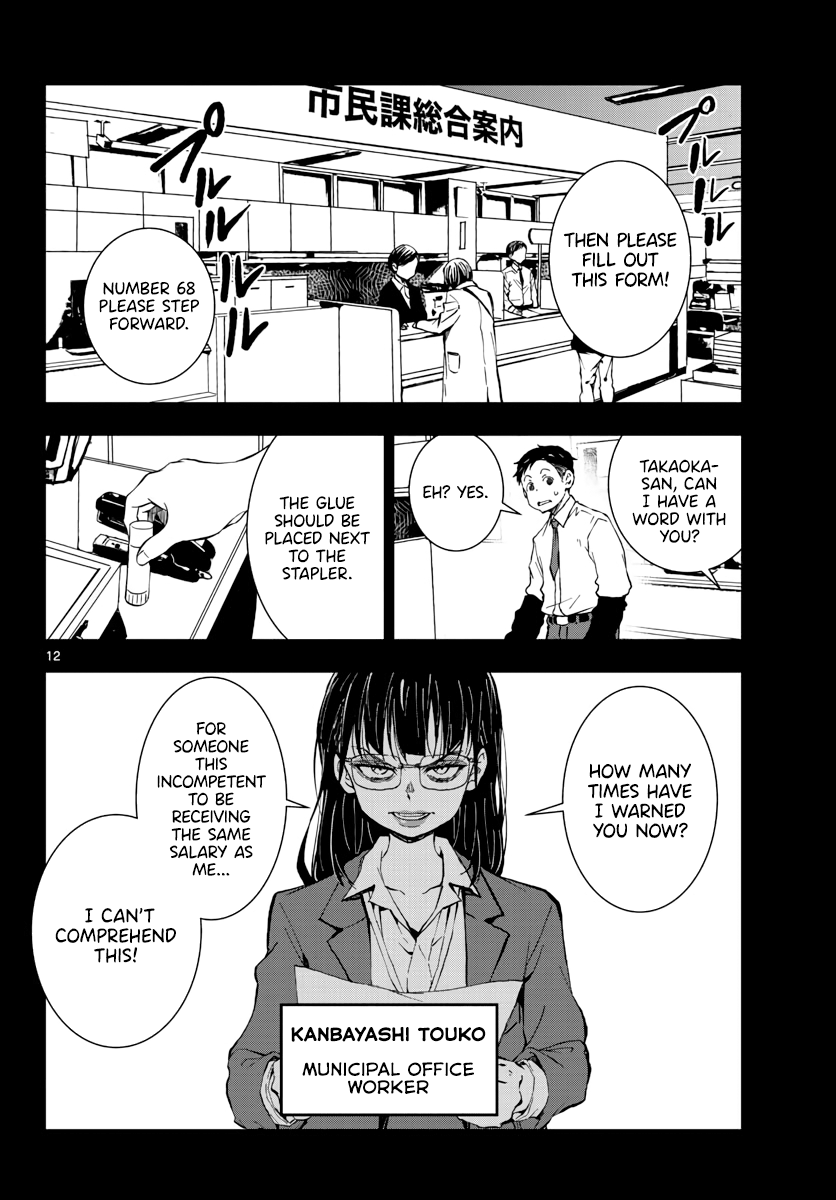 市民課総合案内
プルルルル
プルルルル
THEN PLEASE
FILL OUT
THIS FORM!
NUMBER 68
PLEASE STEP
FORWARD.
TAKAOKA-
SAN, CAN
I HAVE A
WORD WITH
YOU?
EH? YES.
THE GLUE
SHOULD BE
PLACED NEXT
TO THE
STAPLER.
12
HOW MANY
TIMES HAVE
I WARNED
YOU NOW?
FOR
SOMEONE
THIS
INCOMPETENT
TO BE
RECEIVING
THE SAME
SALARY AS
ME...
I CAN'T
COMPREHEND
THIS!
KANBAYASHI TOUKO
MUNICIPAL OFFICE
WORKER